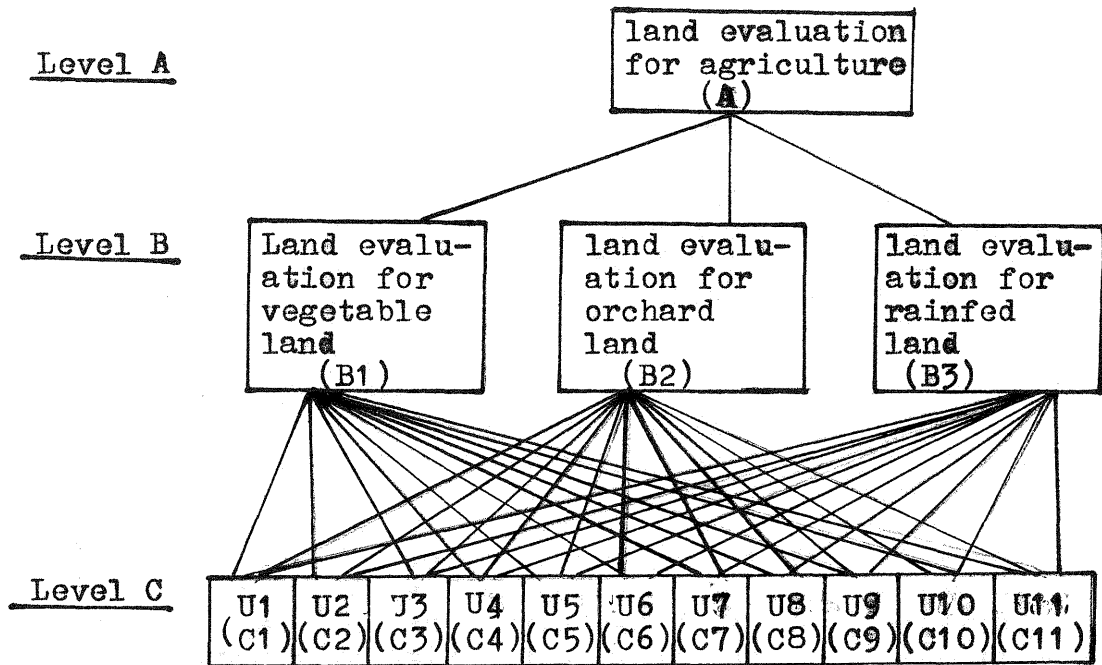 land evaluation
for agriculture
(A)
Level A
Level B
Land evalu-
ation for
vegetable
land
(B1)
land evalu-
ation for
orchard
land
(B2)
land evalu-
ation for
rainfed
land
(B3)
Level C
U1 U2 J3 U4 U5 U6 U7 U8 U9 U10 U11
(C1) (C2) (C3) (C4) (C5) (C6) (C7) (C8) (C9) (C10) (C11)